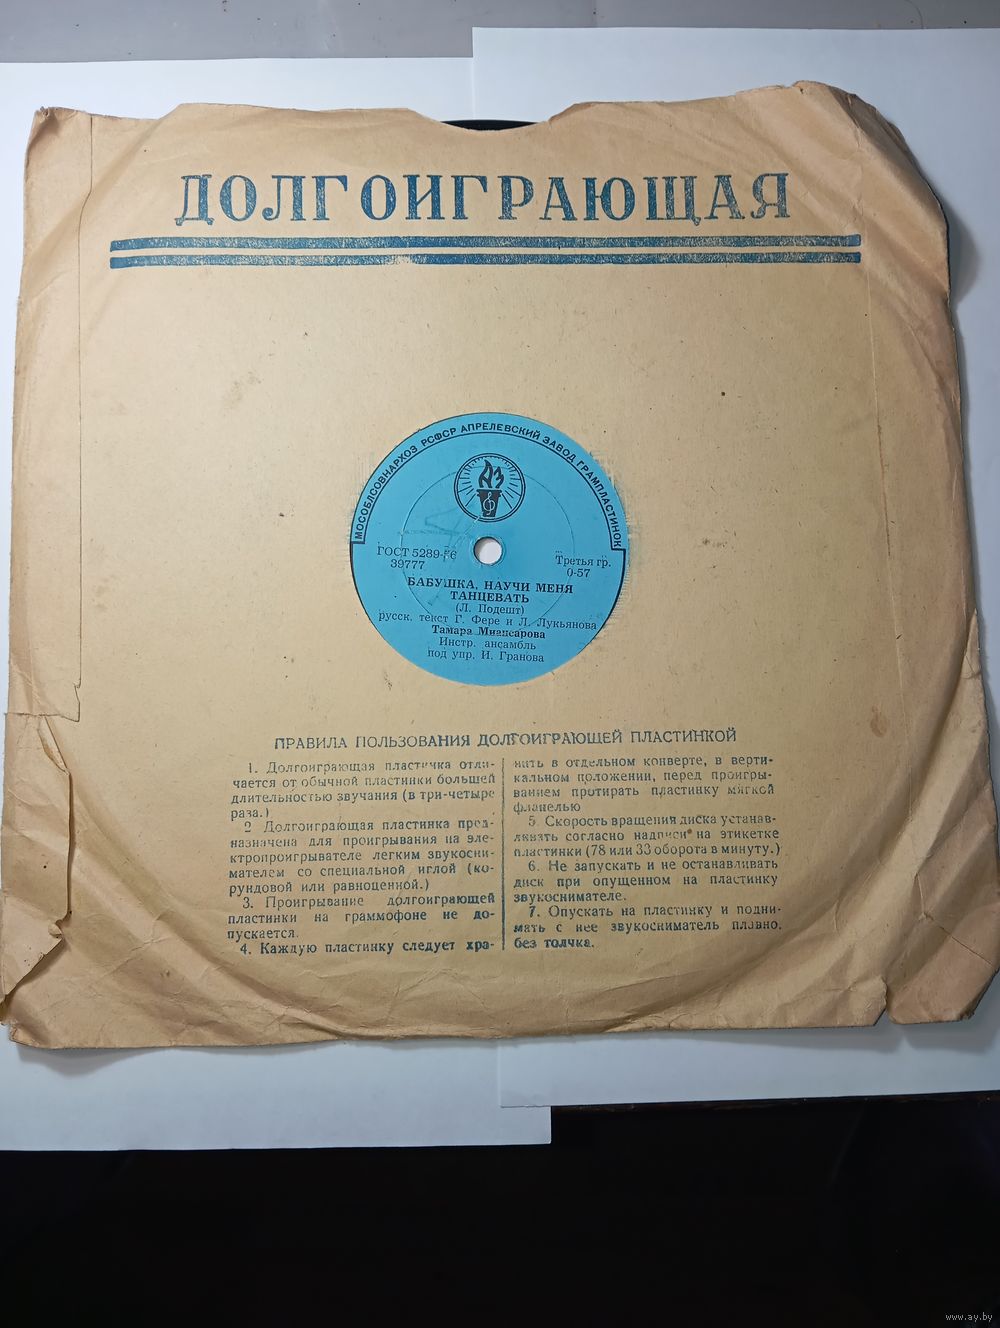 ДОЛГОИГРАЮЩАЯ
МОСОБЛСОВНАРХОЗ РСФСР АПРЕЛЕВСКИЙ ЗАВОД ГРАМПЛАСТИНОК
АЗ
ГОСТ 5289-56
39777
Третья гр.
0-57
БАБУШКА, НАУЧИ МЕНЯ
ТАНЦЕВАТЬ
(Л. Подешт)
русск. текст Г. Фере и Л. Лукьянова
Тамара Миансарова
Инстр. ансамбль
под упр. И. Гранова
ПРАВИЛА ПОЛЬЗОВАНИЯ ДОЛГОИГРАЮЩЕЙ ПЛАСТИНКОЙ
1. Долгоиграющая пластинка отли-
чается от обычной пластинки большей
длительностью звучания (в три-четыре
раза.)
2 Долгоиграющая пластинка пред-
назначена для проигрывания на эле-
ктропроигрывателе легким звукосни-
мателем со специальной иглой (ко-
рундовой или равноценной.)
3. Проигрывание долгоиграющей
пластинки на граммофоне не до-
пускается.
4. Каждую пластинку следует хра-
нить в отдельном конверте, в верти-
кальном положении, перед проигры-
ванием протирать пластинку мягкой
фланелью
5. Скорость вращения диска устанав-
ливать согласно надписи на этикетке
пластинки (78 или 33 оборота в минуту.)
6. Не запускать и не останавливать
диск при опущенном на пластинку
звукоснимателе.
7. Опускать на пластинку и подни-
мать с нее звукосниматель плавно,
без толчка.
www.ay.by